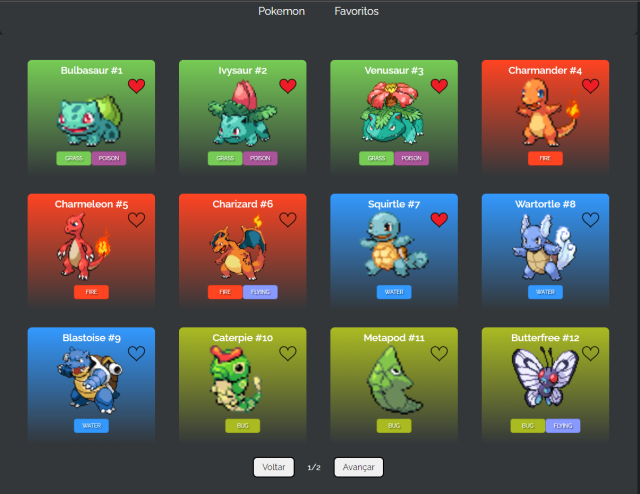 Pokemon Favoritos
Bulbasaur #1 Ivysaur #2 Venusaur #3 Charmander #4
GRASS POISON GRASS POISON GRASS POISON FIRE
Charmeleon #5 Charizard #6 Squirtle #7 Wartortle #8
FIRE FIRE FLYING WATER WATER
Blastoise #9 Caterpie #10 Metapod #11 Butterfree #12
WATER BUG BUG BUG FLYING
Voltar 1/2 Avançar